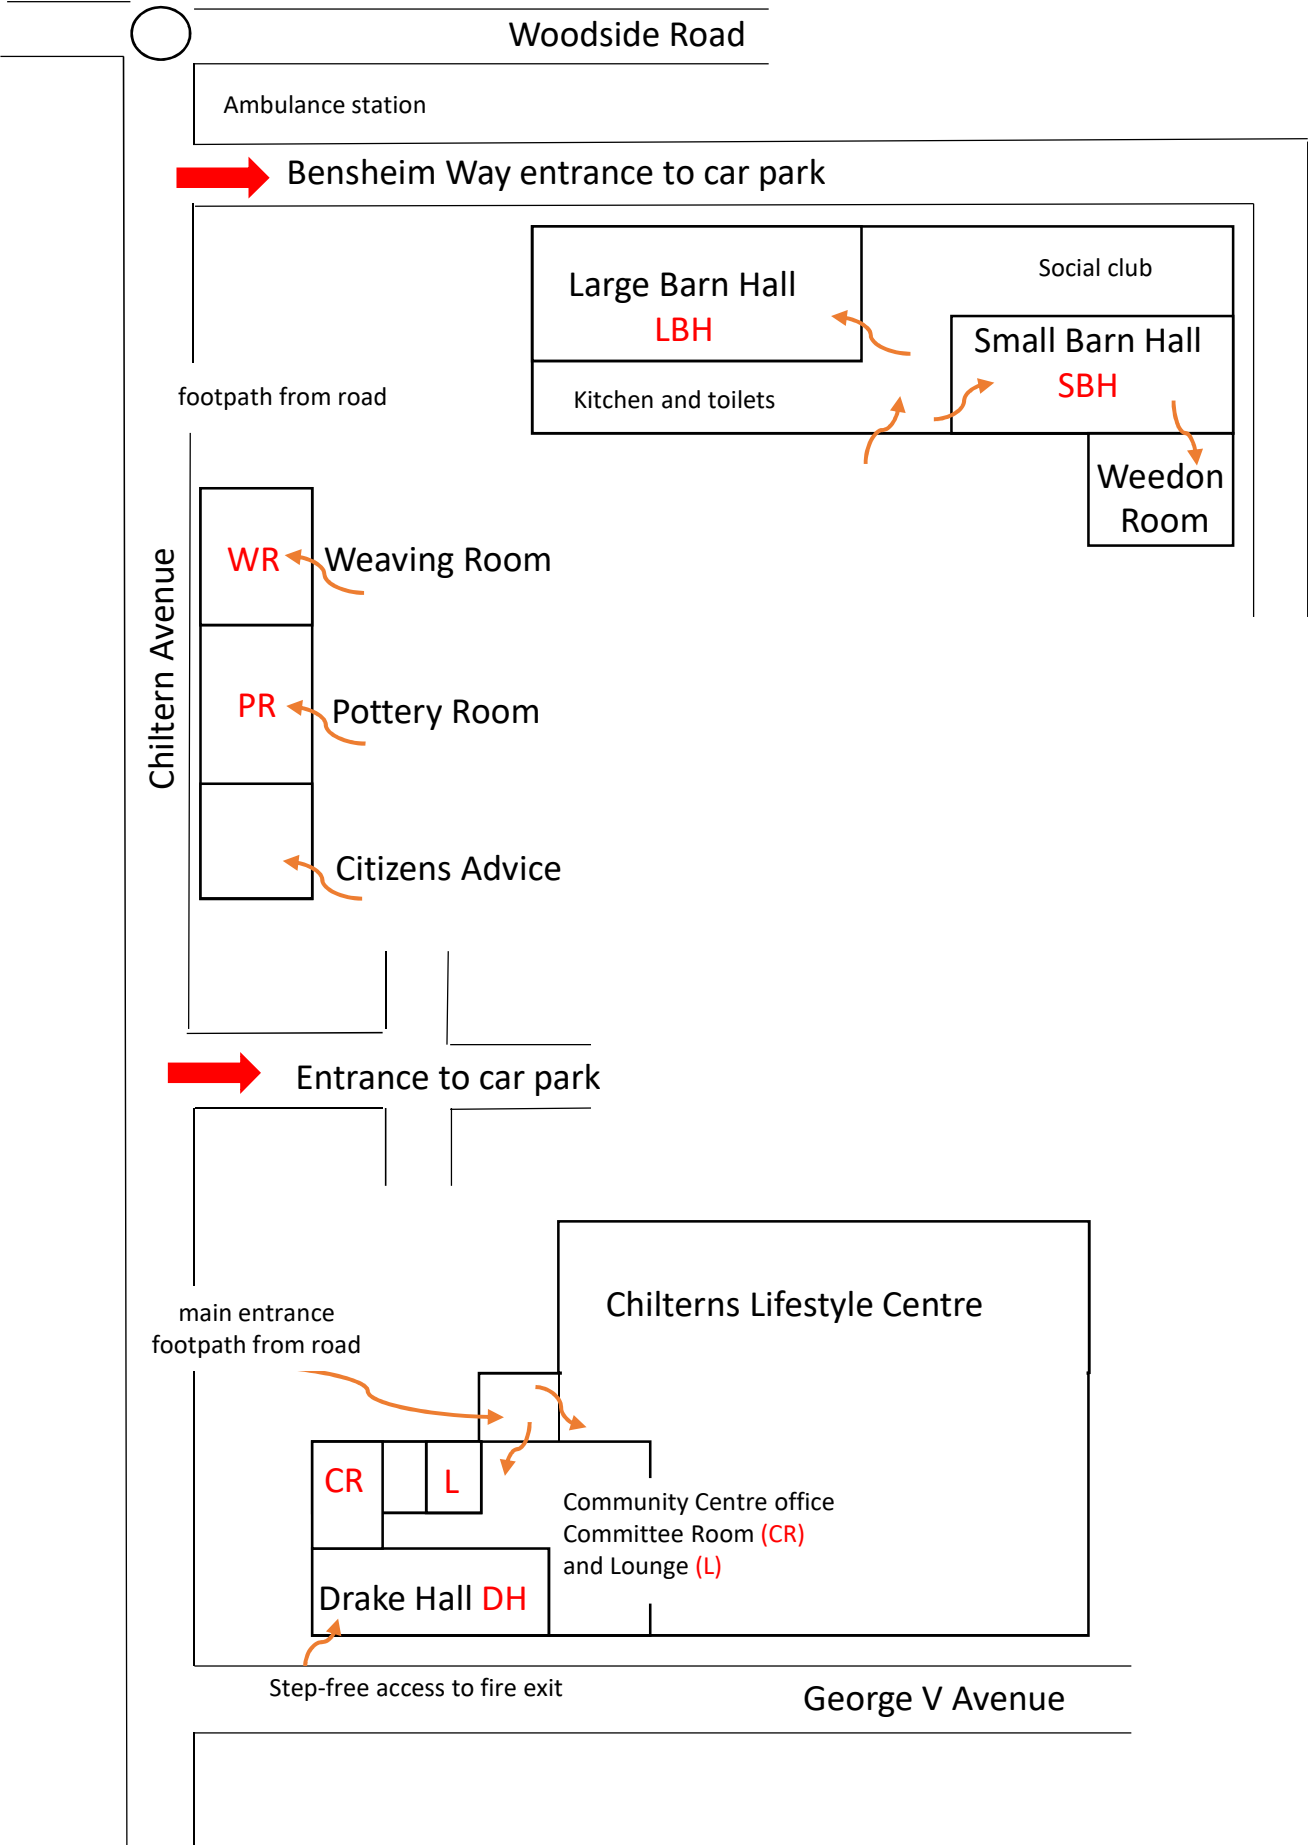 Woodside Road
Ambulance station
Bensheim Way entrance to car park
Large Barn Hall
LBH
Social club
Small Barn Hall
SBH
Kitchen and toilets
footpath from road
Weedon
Room
WR
Weaving Room
Chiltern Avenue
PR
Pottery Room
Citizens Advice
Entrance to car park
Chilterns Lifestyle Centre
main entrance
footpath from road
CR
L
Community Centre office
Committee Room (CR)
and Lounge (L)
Drake Hall DH
Step-free access to fire exit
George V Avenue